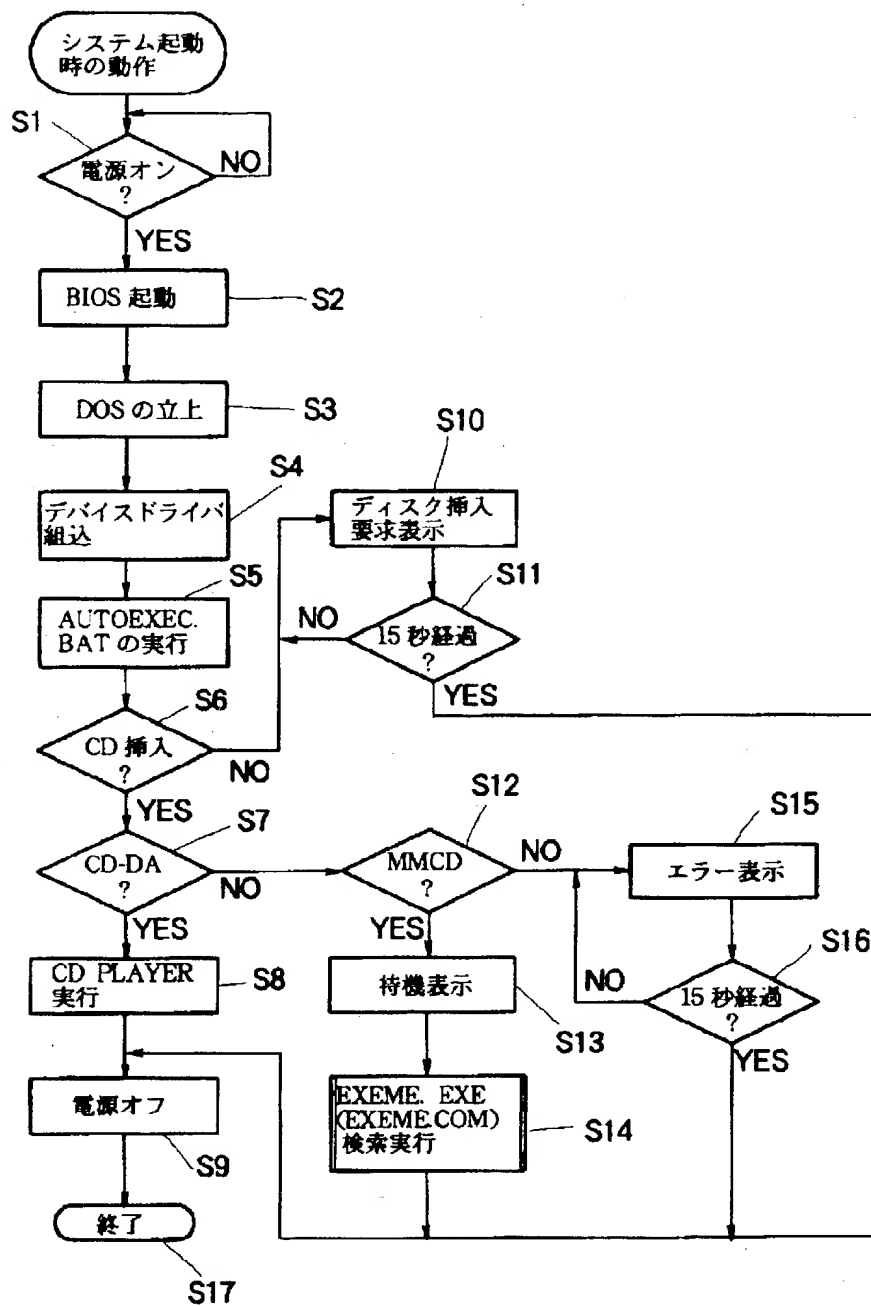 システム起動
時の動作
S1
電源オン
?
NO
YES
BIOS 起動
S2
DOS の立上
S3
デバイスドライバ
組込
S4
AUTOEXEC.
BAT の実行
S5
CD 挿入
?
S6
NO
YES
ディスク挿入
要求表示
S10
15 秒経過
?
S11
NO
YES
CD-DA
?
S7
NO
YES
MMCD
?
S12
NO
YES
エラー表示
S15
15 秒経過
?
S16
NO
YES
CD PLAYER
実行
S8
待機表示
S13
EXEME. EXE
(EXEME.COM)
検索実行
S14
電源オフ
S9
終了
S17